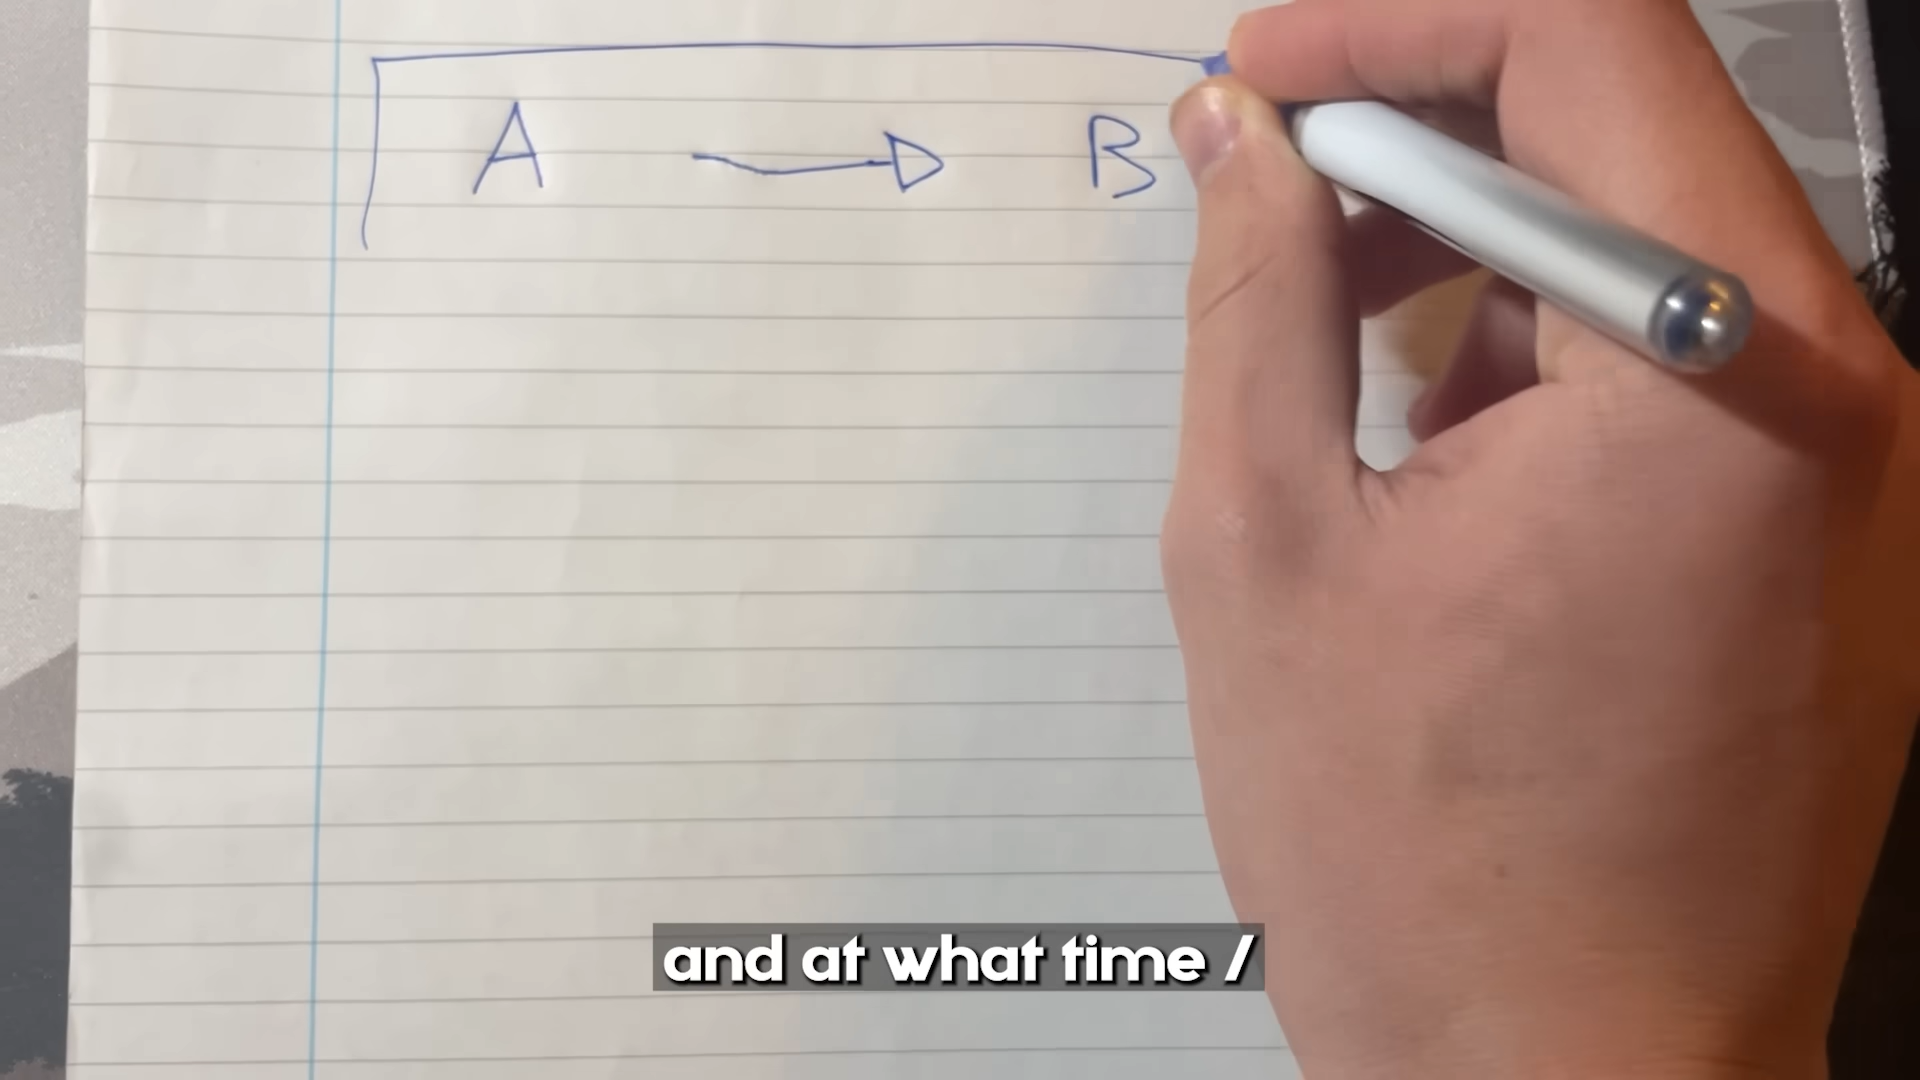 A → B
and at what time /